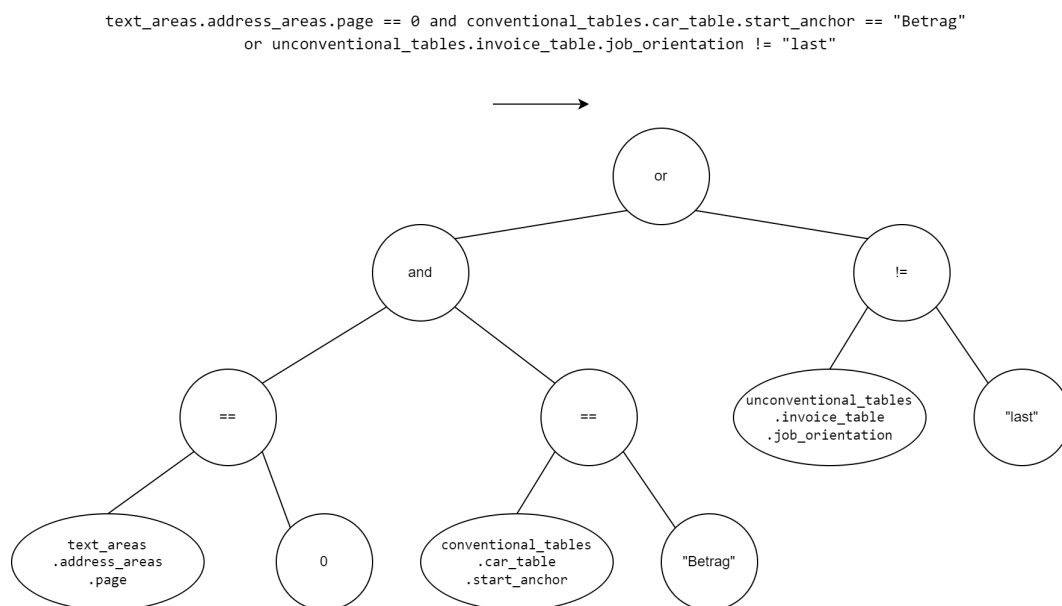 text_areas.address_areas.page == 0 and conventional_tables.car_table.start_anchor == "Betrag"
or unconventional_tables.invoice_table.job_orientation != "last"
or
and
!=
==
==
unconventional_tables
.invoice_table
.job_orientation
"last"
text_areas
.address_areas
.page
0
conventional_tables
.car_table
.start_anchor
"Betrag"